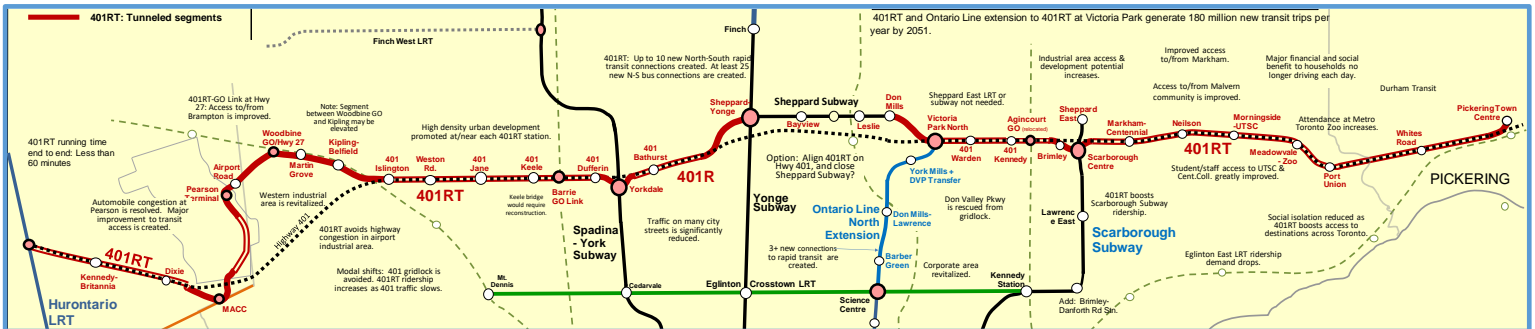 401RT: Tunneled segments
401RT and Ontario Line extension to 401RT at Victoria Park generate 180 million new transit trips per
year by 2051.
Finch West LRT
Finch
401RT: Up to 10 new North-South rapid
transit connections created. At least 25
new N-S bus connections are created.
Industrial area access &
development potential
increases.
Improved access
to/from Markham.
Major financial and social
benefit to households no
longer driving each day.
Access to/from Malvern
community is improved.
Durham Transit
401RT-GO Link at Hwy
27: Access to/from
Brampton is improved.
Note: Segment
between Woodbine GO
and Kipling may be
elevated
High density urban development
promoted at/near each 401RT station.
401RT running time
end to end: Less than
60 minutes
Sheppard-
Yonge
Sheppard Subway
Bayview
Leslie
Don
Mills
Sheppard East LRT or
subway not needed.
Victoria
Park North
401
Warden
Agincourt
GO (relocated)
401
Kennedy
Brimley
Sheppard
East
Scarborough
Centre
Markham-
Centennial
Neilson
401RT
Morningside
-UTSC
Attendance at Metro
Toronto Zoo increases.
Meadowvale
- Zoo
Port
Union
Whites
Road
Pickering Town
Centre
PICKERING
Student/staff access to UTSC &
Cent.Coll. greatly improved.
Woodbine
GO/Hwy 27
Martin
Grove
Kipling-
Belfield
401
Islington
Weston
Rd.
401RT
401
Jane
401
Keele
Barrie
GO Link
401
Dufferin
Yorkdale
401
Bathurst
401R
Airport
Road
Pearson
Terminal
Western industrial
area is revitalized.
Automobile congestion at
Pearson is resolved. Major
improvement to transit
access is created.
Highway 401
401RT avoids highway
congestion in airport
industrial area.
Modal shifts: 401 gridlock is
avoided. 401RT ridership
increases as 401 traffic slows.
Keele bridge
would require
reconstruction.
Option: Align 401RT on
Hwy 401, and close
Sheppard Subway?
York Mills +
DVP Transfer
Don Valley Pkwy
is rescued from
gridlock.
Traffic on many city
streets is significantly
reduced.
Spadina
- York
Subway
Yonge
Subway
Ontario Line
North
Extension
Don Mills-
Lawrence
3+ new connections
to rapid transit are
created.
Barber
Green
Corporate area
revitalized.
Lawrenc
e East
401RT boosts
Scarborough Subway
ridership.
Scarborough
Subway
Social isolation reduced as
401RT boosts access to
destinations across Toronto.
Eglinton East LRT ridership
demand drops.
401RT
Kennedy-
Britannia
Dixie
MACC
Hurontario
LRT
Mt.
Dennis
Cedarvale
Eglinton
Crosstown LRT
Science
Centre
Kennedy
Station
Add: Brimley-
Danforth Rd Stn.